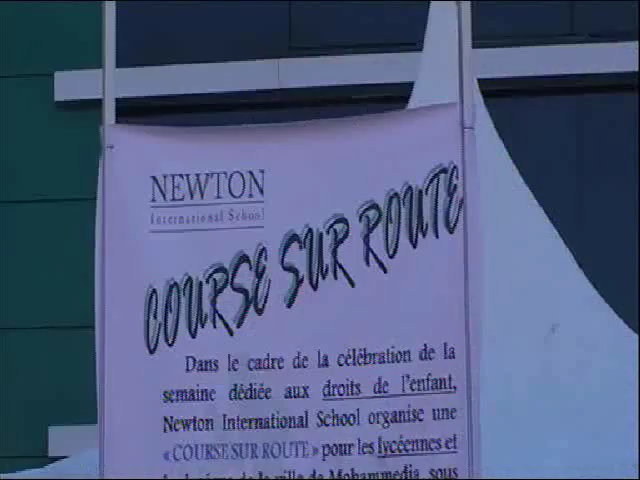 NEWTON
International School
COURSE SUR ROUTE
Dans le cadre de la célébration de la
semaine dédiée aux droits de l'enfant,
Newton International School organise une
«COURSE SUR ROUTE» pour les lycéennes et
de la ville de Mohammedia, sous